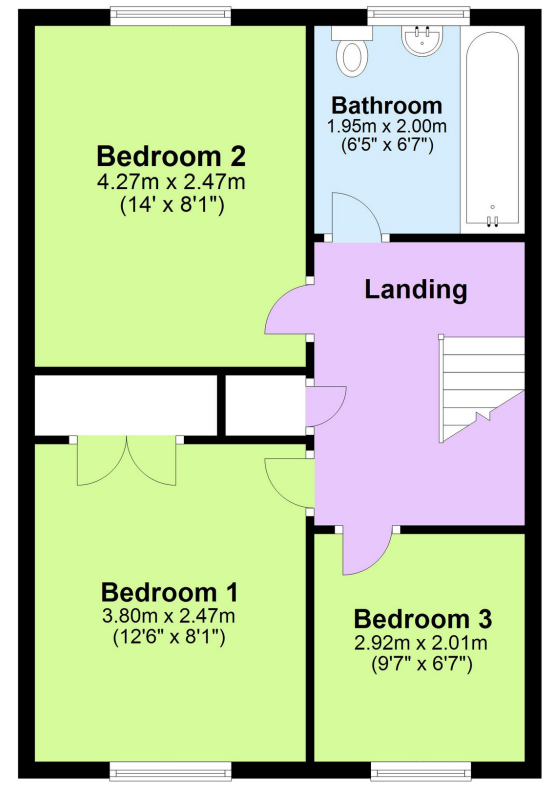 Bedroom 2
4.27m x 2.47m
(14' x 8'1")
Bathroom
1.95m x 2.00m
(6'5" x 6'7")
Landing
Bedroom 1
3.80m x 2.47m
(12'6" x 8'1")
Bedroom 3
2.92m x 2.01m
(9'7" x 6'7")